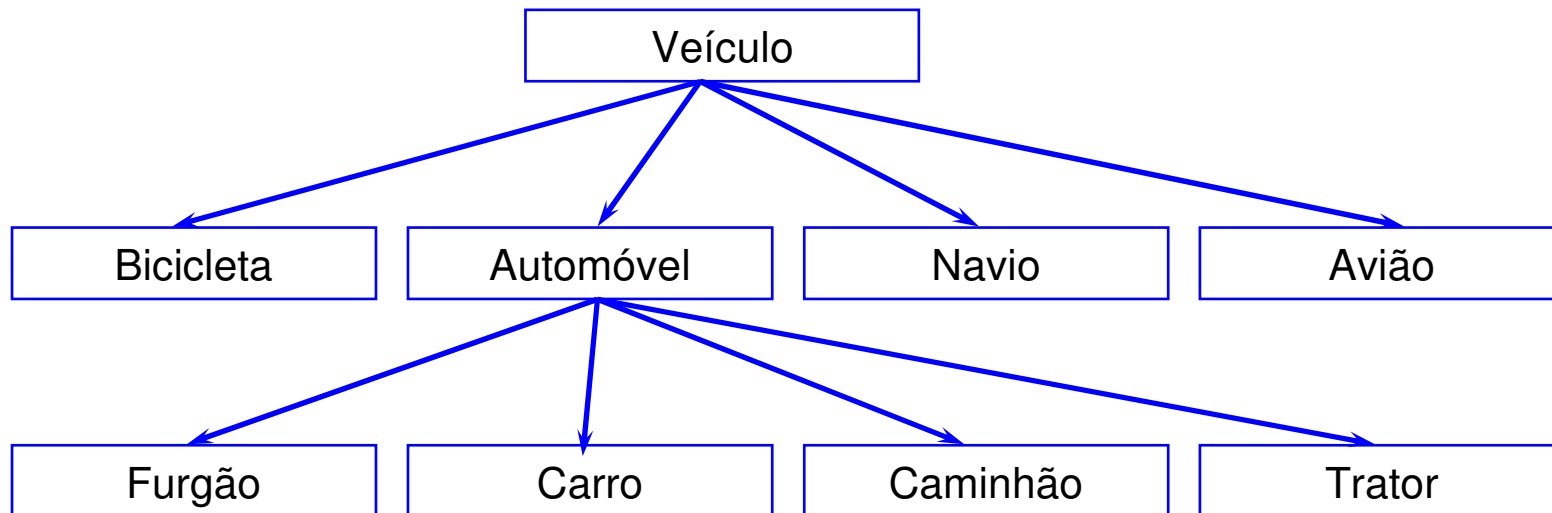 Veículo
Bicicleta
Automóvel
Navio
Avião
Furgão
Carro
Caminhão
Trator